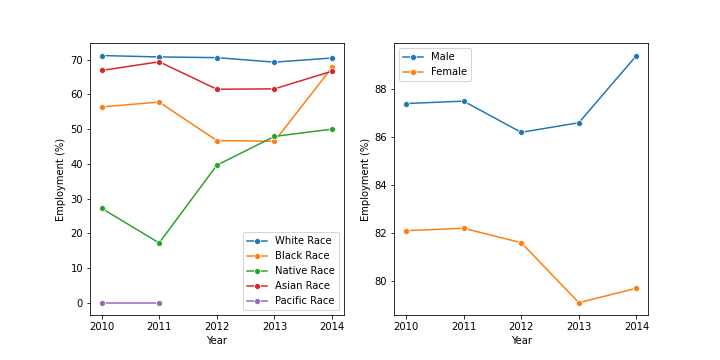 70
60
50
40
30
20
10
0
Employment (%)
2010 2011 2012 2013 2014
Year
White Race
Black Race
Native Race
Asian Race
Pacific Race
88
86
84
82
80
Employment (%)
2010 2011 2012 2013 2014
Year
Male
Female